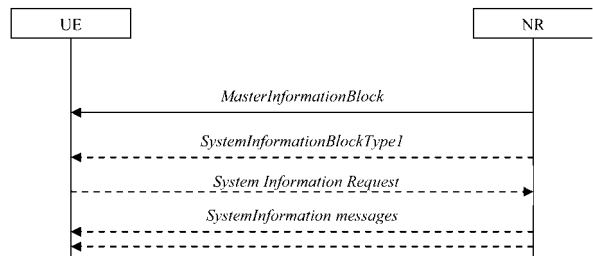 UE
NR
MasterInformationBlock
SystemInformationBlockType1
System Information Request
SystemInformation messages